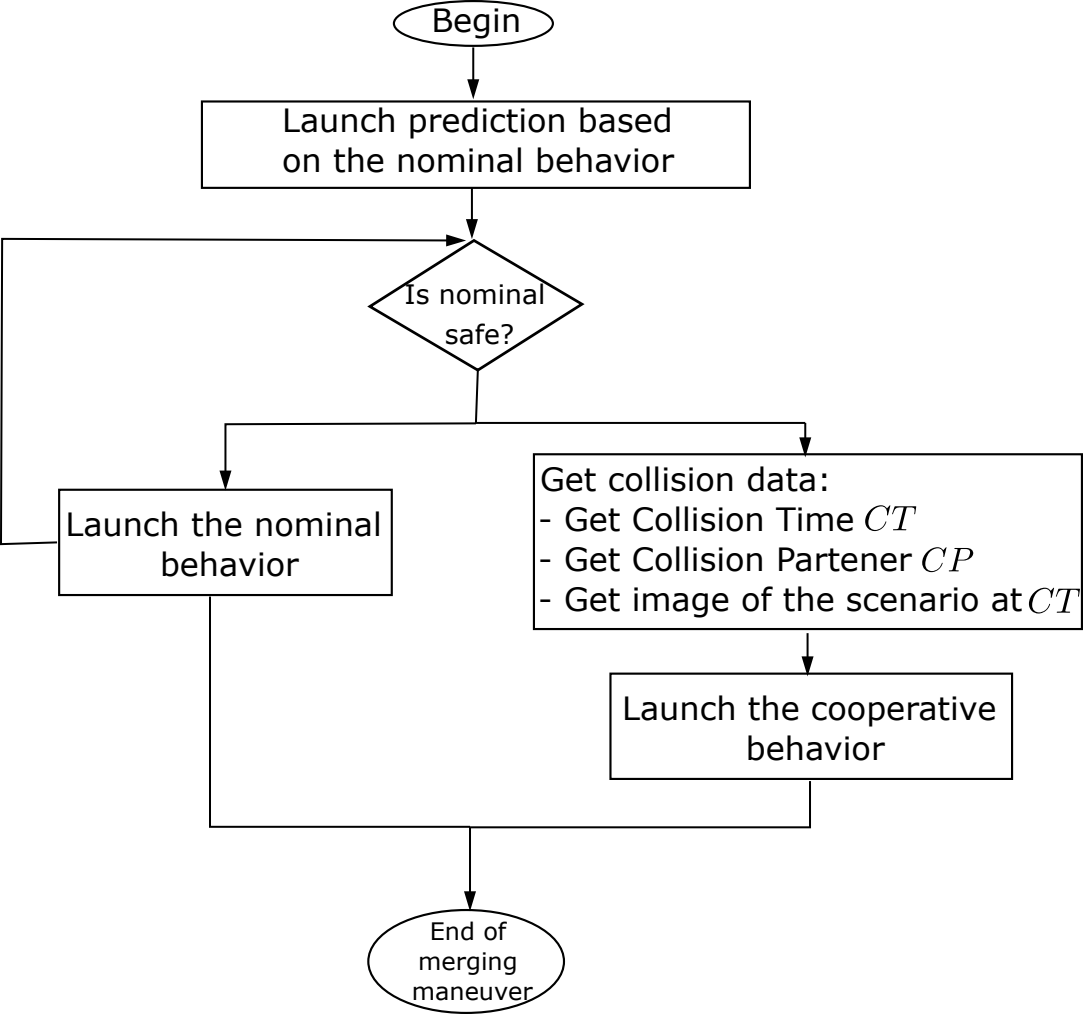 Begin
Launch prediction based
on the nominal behavior
Is nominal
safe?
Launch the nominal
behavior
Get collision data:
- Get Collision Time CT
- Get Collision Partener CP
- Get image of the scenario at CT
Launch the cooperative
behavior
End of
merging
maneuver